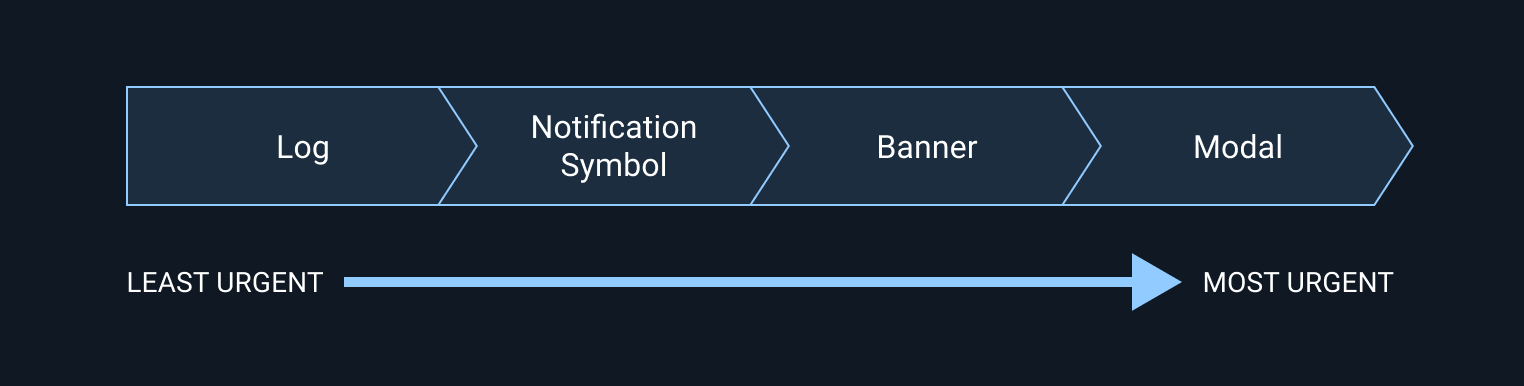 Log
Notification
Symbol
Banner
Modal
LEAST URGENT
MOST URGENT